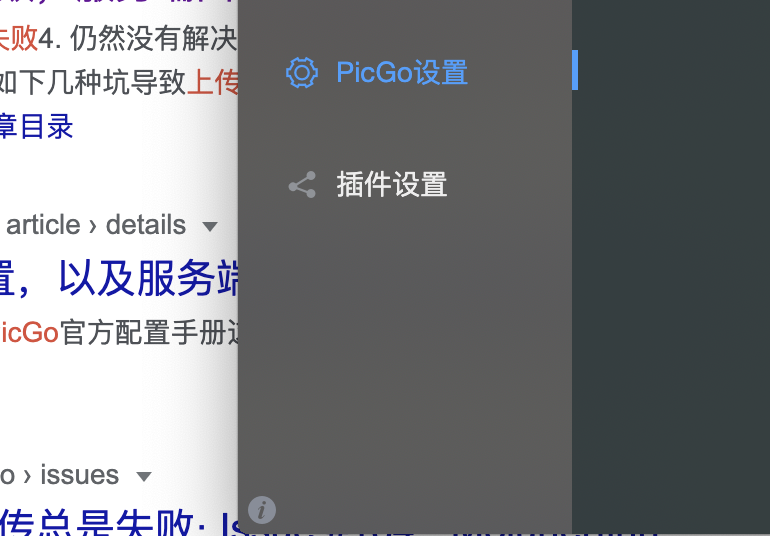 失败4. 仍然没有解决
如下几种坑导致上传
章目录
PicGo设置
插件设置
article › details
置，以及服务端
icGo官方配置手册
o › issues
传总是失败: